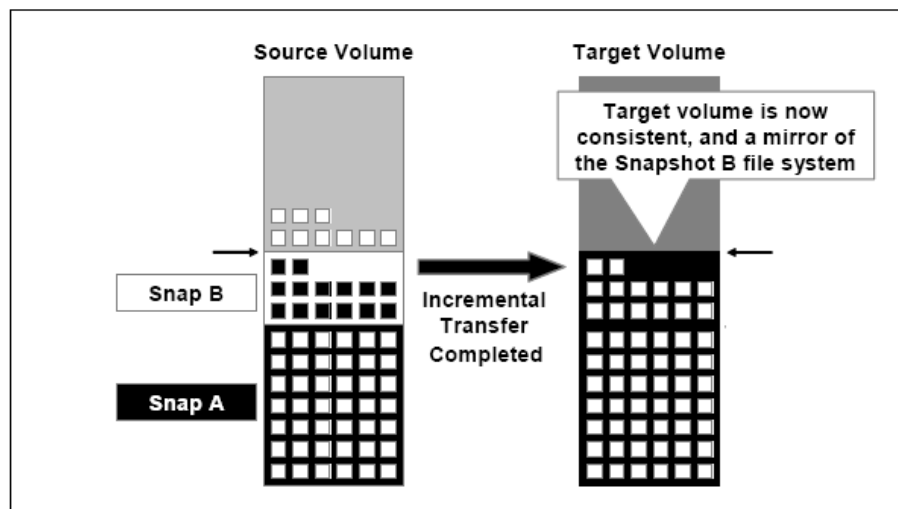 Source Volume
Target Volume
Target volume is now
consistent, and a mirror of
the Snapshot B file system
Snap B
Incremental
Transfer
Completed
Snap A